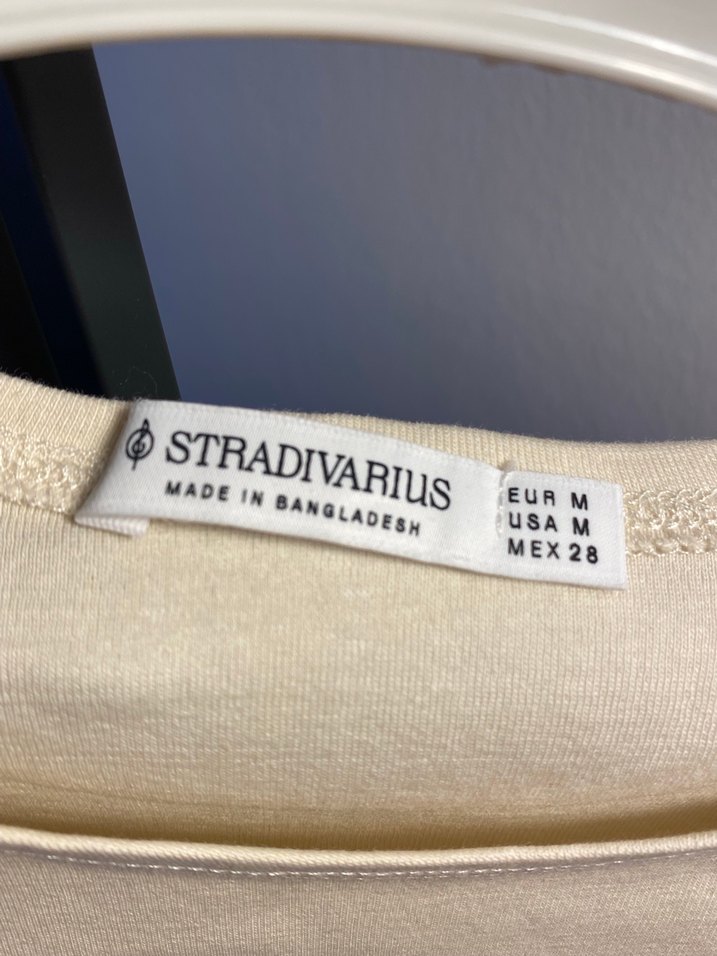 STRADIVARIUS
MADE IN BANGLADESH
EUR M
USA M
MEX 28